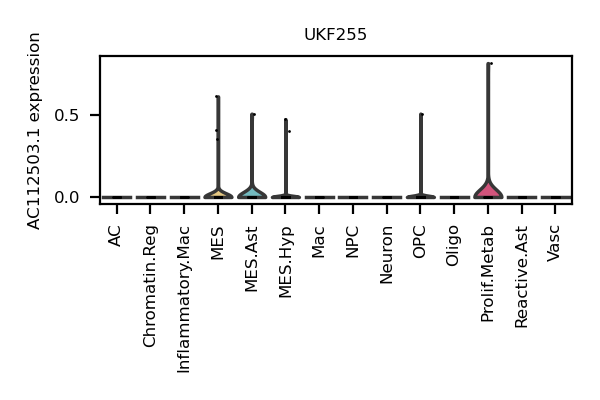 UKF255
AC112503.1 expression
0.5
0.0
AC
Chromatin.Reg
Inflammatory.Mac
MES
MES.Ast
MES.Hyp
Mac
NPC
Neuron
OPC
Oligo
Prolif.Metab
Reactive.Ast
Vasc